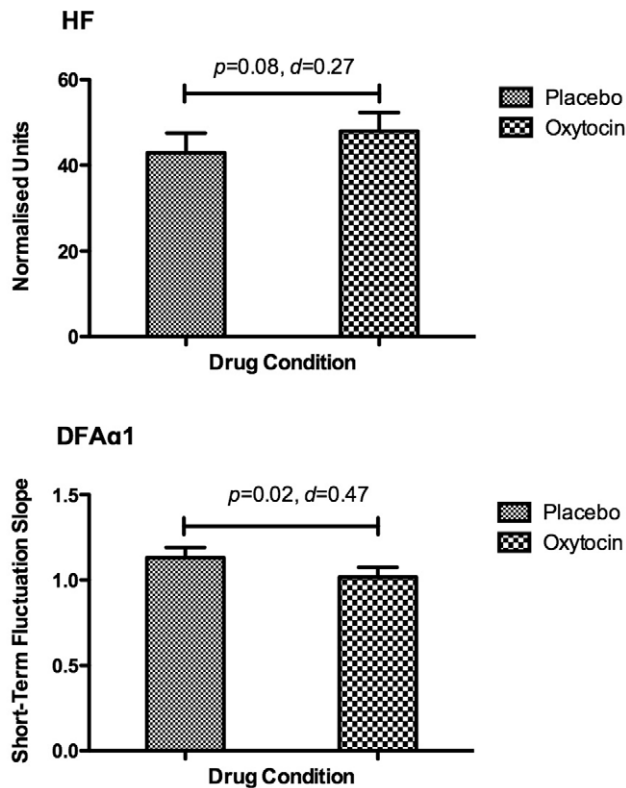 HF
p=0.08, d=0.27
60
40
20
0
Normalised Units
Drug Condition
Placebo
Oxytocin
DFAα1
p=0.02, d=0.47
1.5
1.0
0.5
0.0
Short-Term Fluctuation Slope
Drug Condition
Placebo
Oxytocin